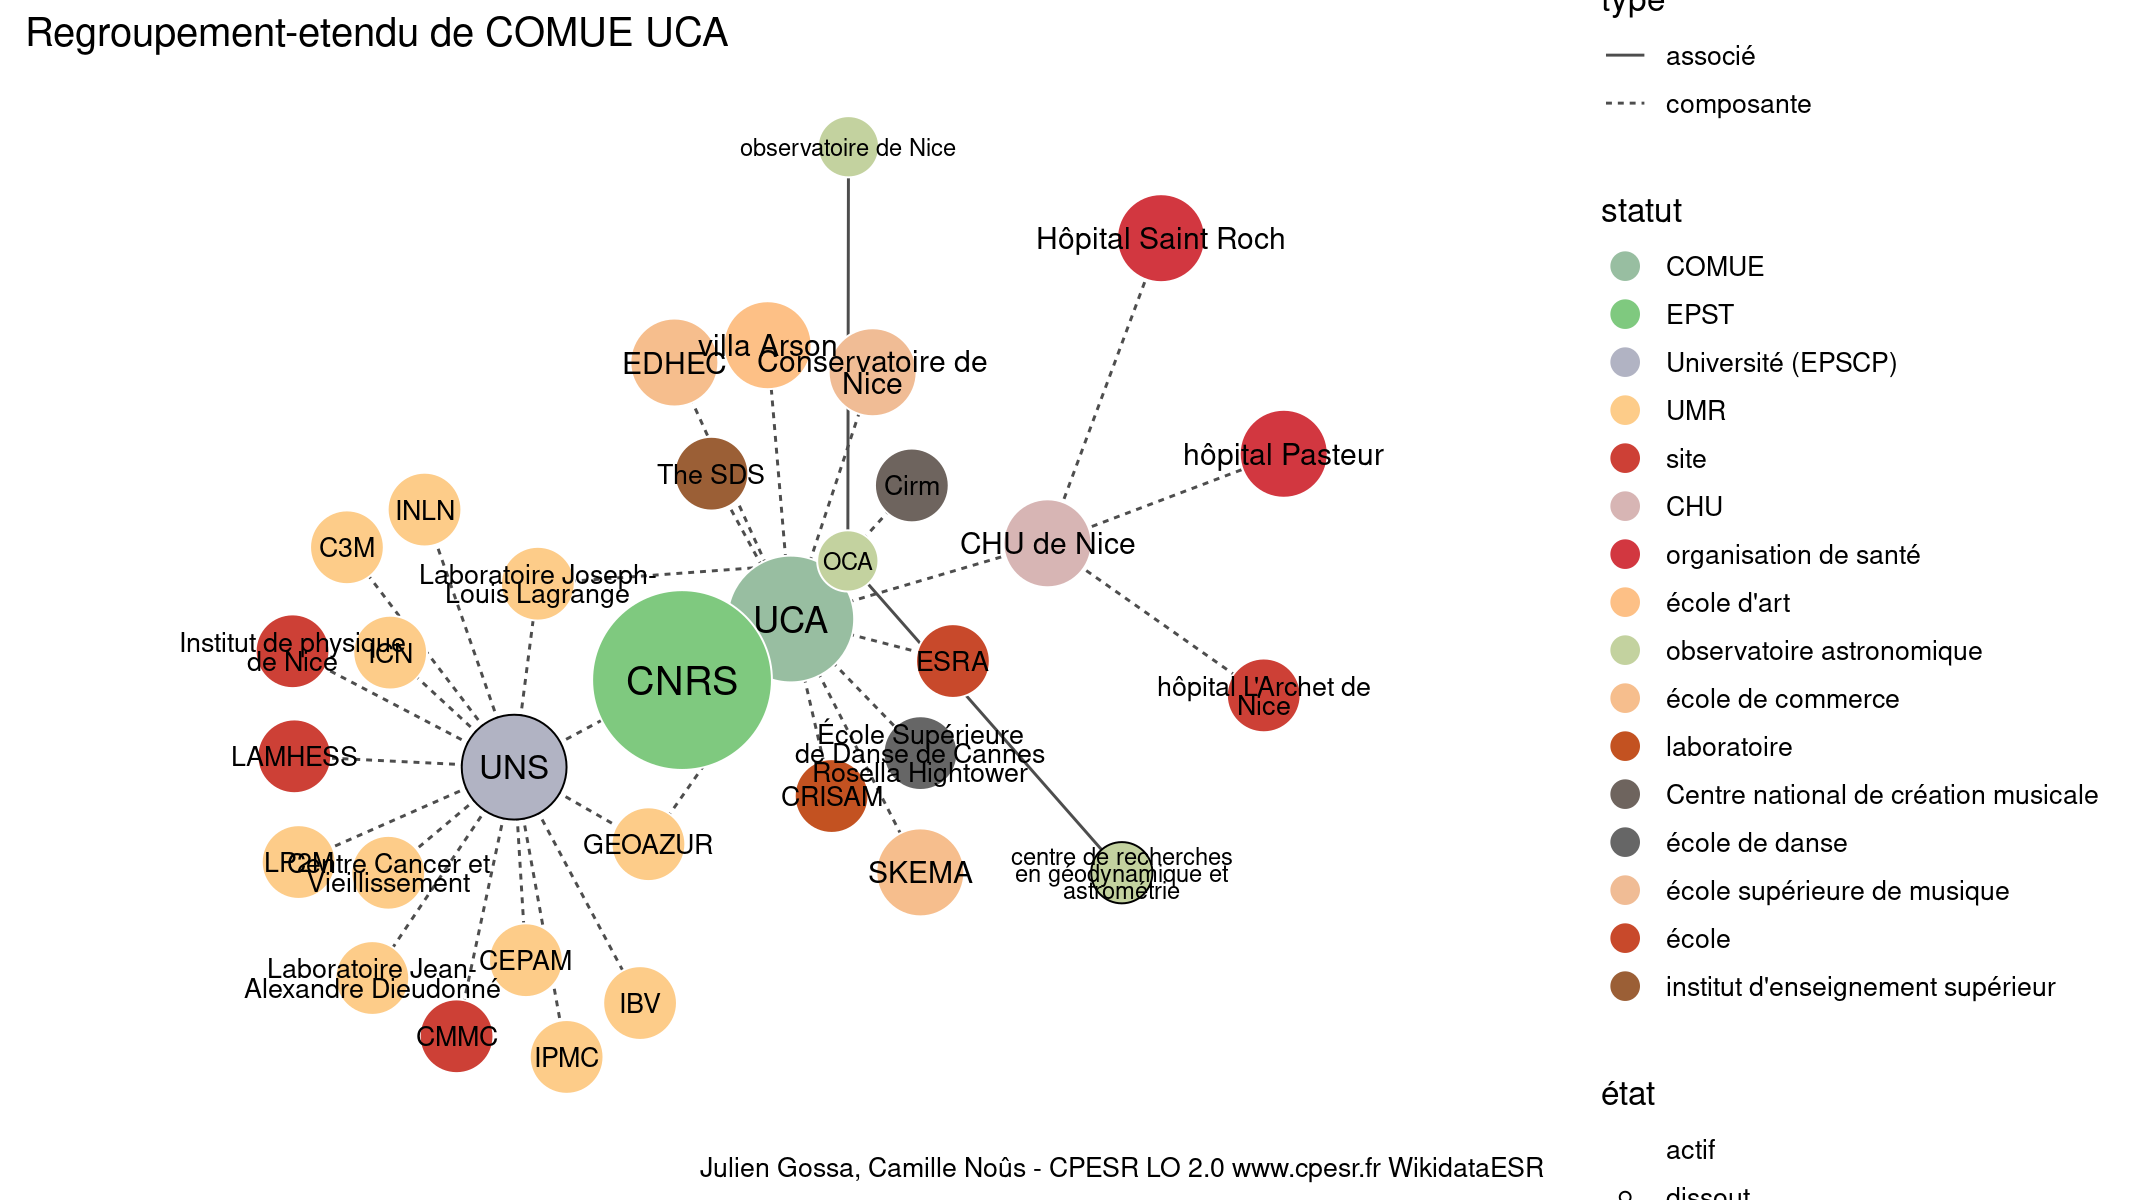 Regroupement-etendu de COMUE UCA
type
associé
composante
statut
COMUE
EPST
Université (EPSCP)
UMR
site
CHU
organisation de santé
école d'art
observatoire astronomique
école de commerce
laboratoire
Centre national de création musicale
école de danse
école supérieure de musique
école
institut d'enseignement supérieur
état
actif
dissout
observatoire de Nice
Hôpital Saint Roch
villa Arson
EDHEC
Conservatoire de
Nice
The SDS
Cirm
hôpital Pasteur
INLN
C3M
CHU de Nice
OCA
Laboratoire Joseph-
Louis Lagrange
UCA
Institut de physique
de Nice
ICN
ESRA
CNRS
hôpital L'Archet de
Nice
LAMHESS
UNS
École Supérieure
de Danse de Cannes
Rosella Hightower
CRISAM
GEOAZUR
SKEMA
centre de recherches
en géodynamique et
astrométrie
LP2M
Centre Cancer et
Vieillissement
Laboratoire Jean-
Alexandre Dieudonné
CEPAM
IBV
CMMC
IPMC
Julien Gossa, Camille Noûs - CPESR LO 2.0 www.cpesr.fr WikidataESR